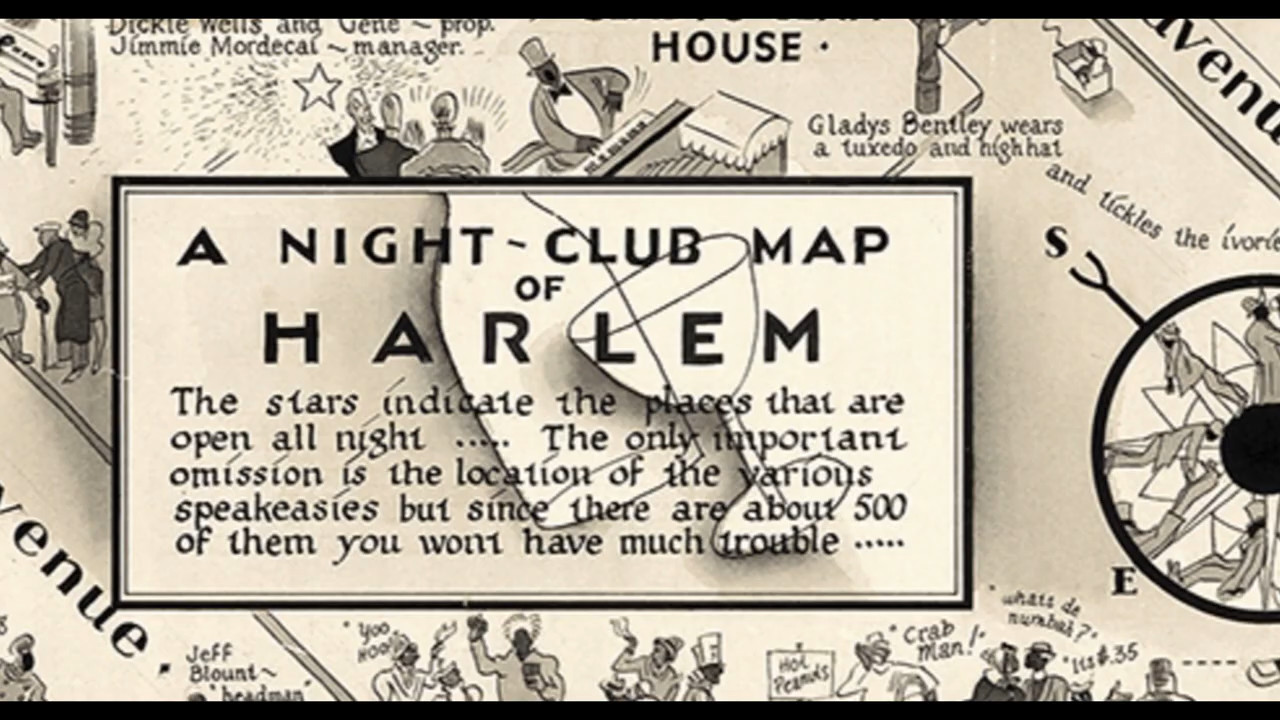 Dickie Wells and Gene ~ prop.
Jimmie Mordecai ~ manager.
HOUSE ·
Gladys Bentley wears
a tuxedo and high hat
and tickles the
avenue
S
A NIGHT-CLUB MAP
OF
HARLEM
The stars indicate the places that are
open all night ..... The only important
omission is the location of the various
speakeasies but since there are about 500
of them you wont have much trouble .....
E
venue.
Jeff
Blount~
"headman"
"Yoo
Hoo!"
Hot
Peanuts
"Crab
Man!"
"whats de
numbah?"
"Its #.35